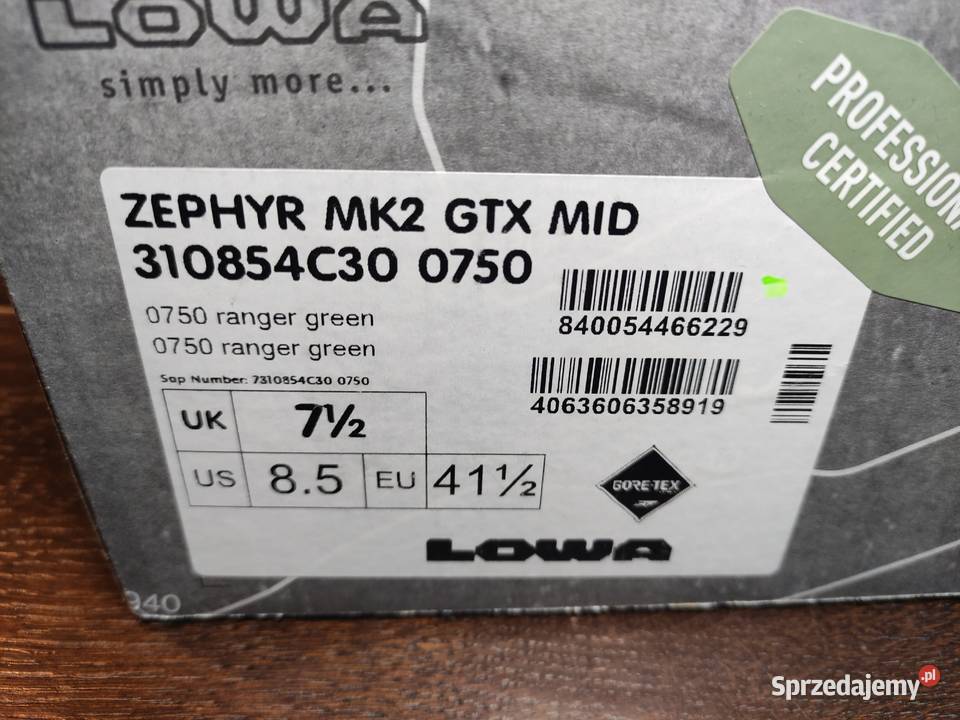 LOWA
simply more...
PROFESSION
CERTIFIED
ZEPHYR MK2 GTX MID
310854C30 0750
0750 ranger green
0750 ranger green
Sap Number: 7310854C30 0750
840054466229
4063606358919
UK 7½
US 8.5 EU 41½
GORE-TEX
LOWA
940
Sprzedajemy.pl